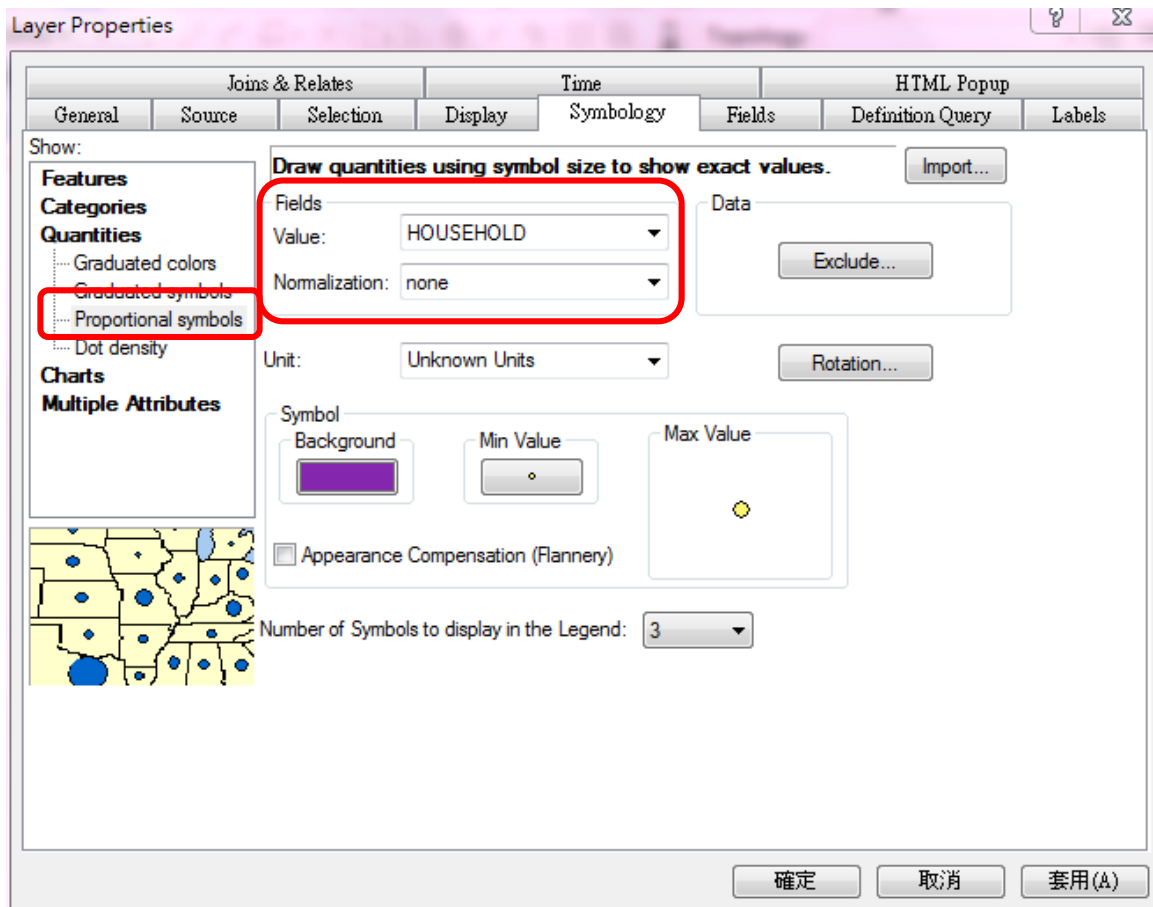 Layer Properties
Joins & Relates Time HTML Popup
General Source Selection Display Symbology Fields Definition Query Labels
Show:
Features
Categories
Quantities
Graduated colors
Graduated symbols
Proportional symbols
Dot density
Charts
Multiple Attributes
Draw quantities using symbol size to show exact values.
Import...
Fields
Value: HOUSEHOLD
Normalization: none
Data
Exclude...
Unit: Unknown Units
Rotation...
Symbol
Background
Min Value
Max Value
Appearance Compensation (Flannery)
Number of Symbols to display in the Legend: 3
確定 取消 套用(A)